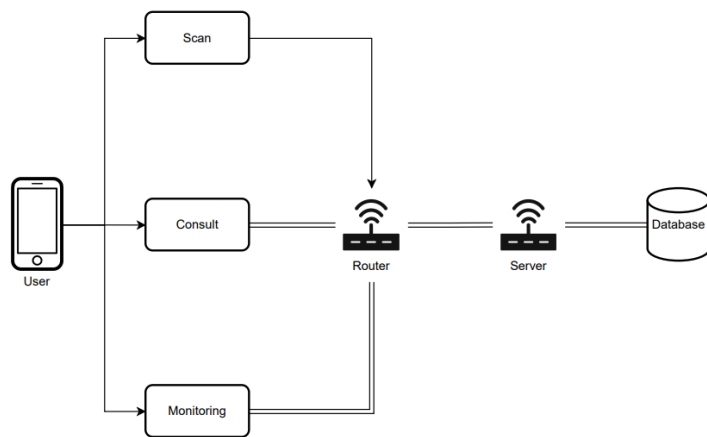 Scan
Consult
Database
Router
Server
User
Monitoring